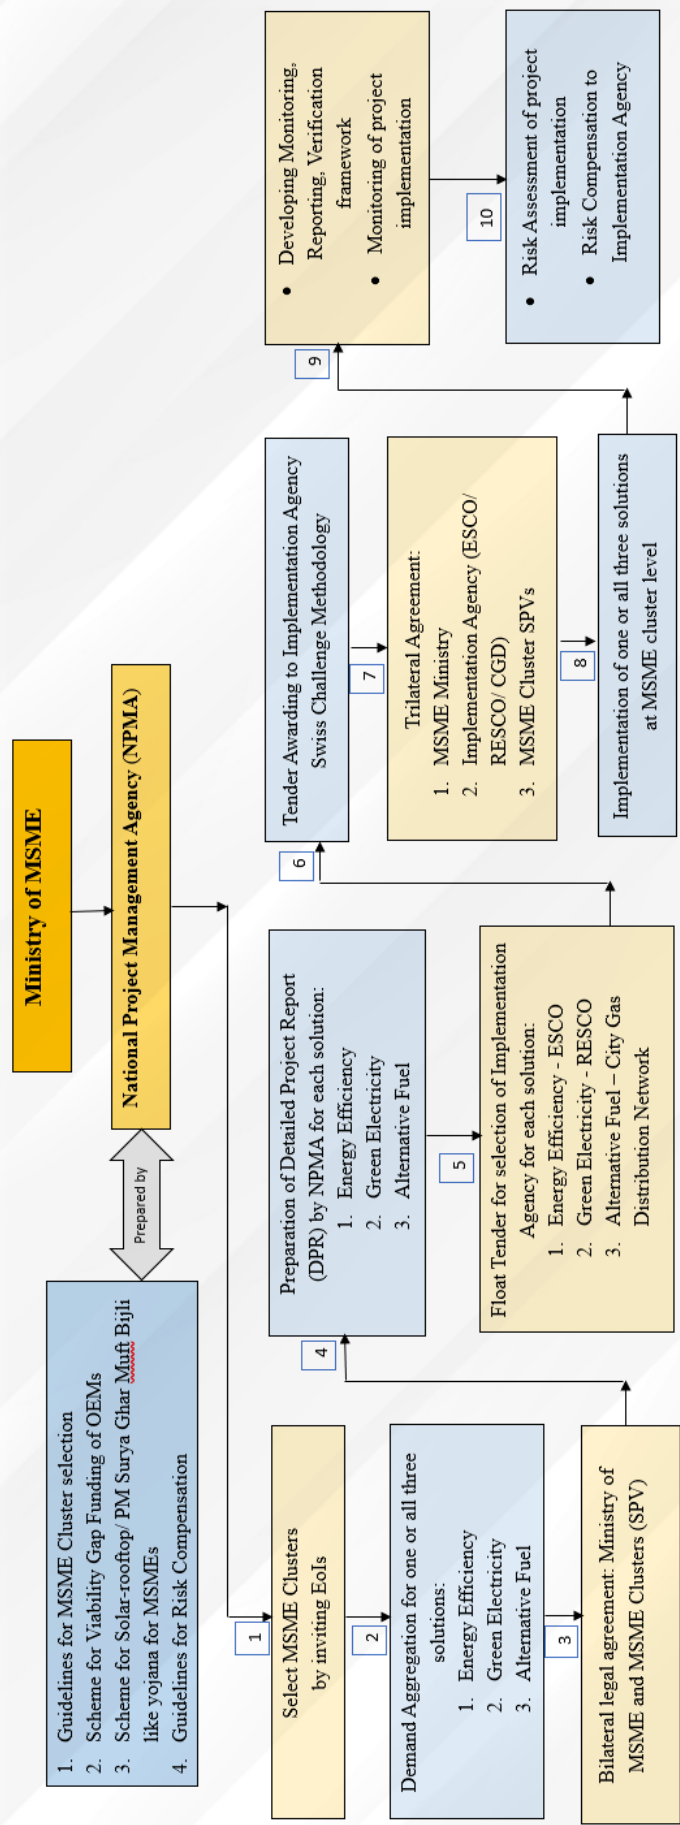 Ministry of MSME
National Project Management Agency (NPMA)
Prepared by
1. Guidelines for MSME Cluster selection
2. Scheme for Viability Gap Funding of OEMs
3. Scheme for Solar-rooftop/ PM Surya Ghar Muft Bijli
like yojana for MSMEs
4. Guidelines for Risk Compensation
1
Select MSME Clusters
by inviting EoIs
2
Demand Aggregation for one or all three
solutions:
1. Energy Efficiency
2. Green Electricity
3. Alternative Fuel
3
Bilateral legal agreement: Ministry of
MSME and MSME Clusters (SPV)
4
Preparation of Detailed Project Report
(DPR) by NPMA for each solution:
1. Energy Efficiency
2. Green Electricity
3. Alternative Fuel
5
Float Tender for selection of Implementation
Agency for each solution:
1. Energy Efficiency - ESCO
2. Green Electricity - RESCO
3. Alternative Fuel – City Gas
Distribution Network
6
Tender Awarding to Implementation Agency
Swiss Challenge Methodology
7
Trilateral Agreement:
1. MSME Ministry
2. Implementation Agency (ESCO/
RESCO/ CGD)
3. MSME Cluster SPVs
8
Implementation of one or all three solutions
at MSME cluster level
9
• Developing Monitoring,
Reporting, Verification
framework
• Monitoring of project
implementation
10
• Risk Assessment of project
implementation
• Risk Compensation to
Implementation Agency